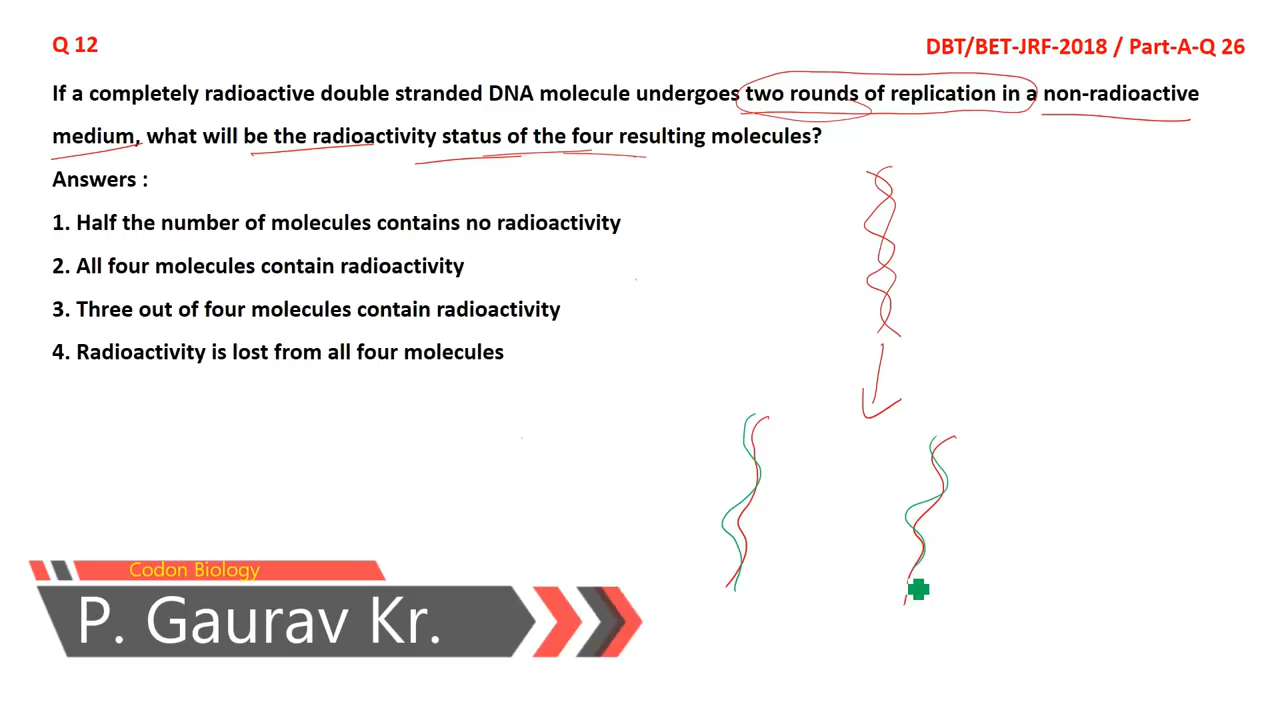 Q 12
DBT/BET-JRF-2018 / Part-A-Q 26
If a completely radioactive double stranded DNA molecule undergoes two rounds of replication in a non-radioactive
medium, what will be the radioactivity status of the four resulting molecules?
Answers :
1. Half the number of molecules contains no radioactivity
2. All four molecules contain radioactivity
3. Three out of four molecules contain radioactivity
4. Radioactivity is lost from all four molecules
Codon Biology
P. Gaurav Kr.